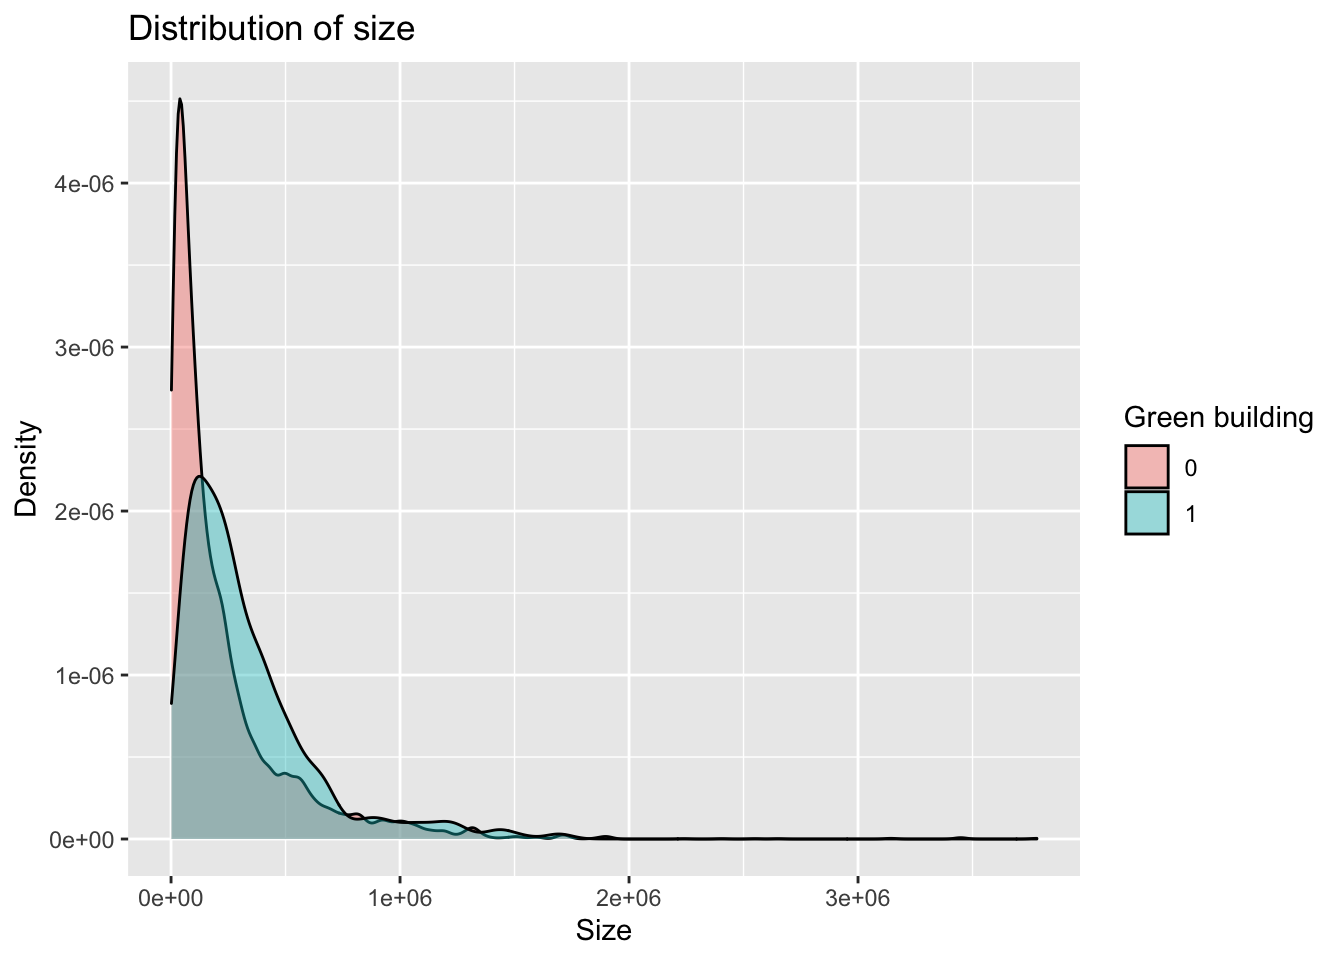 Distribution of size
Density
4e-06
3e-06
2e-06
1e-06
0e+00
0e+00
1e+06
2e+06
3e+06
Size
Green building
0
1